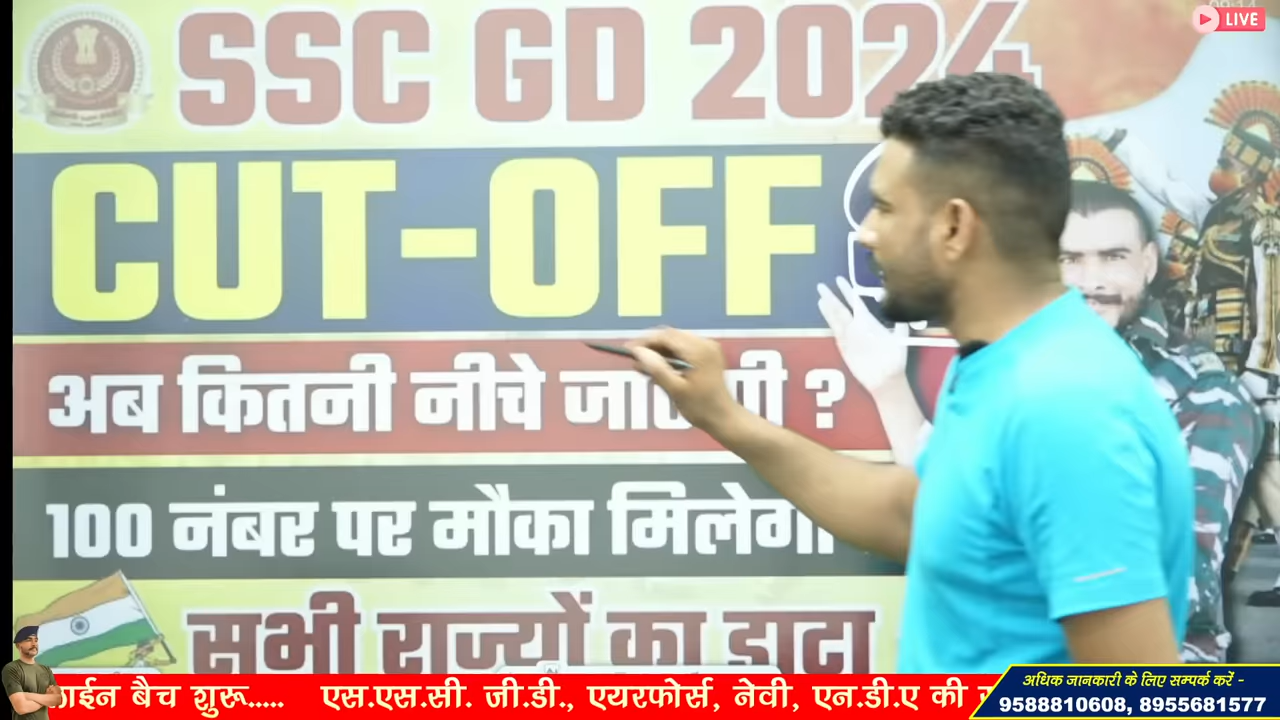 SSC GD 2024
LIVE
CUT-OFF
अब कितनी नीचे ?
100 नंबर पर मौका मिलेगा
सभी राज्यों का डाटा
बैच शुरू..... एस.एस.सी. जी.डी., एयरफोर्स, नेवी, एन.डी.ए की
अधिक जानकारी के लिए सम्पर्क करें -
9588810608, 8955681577